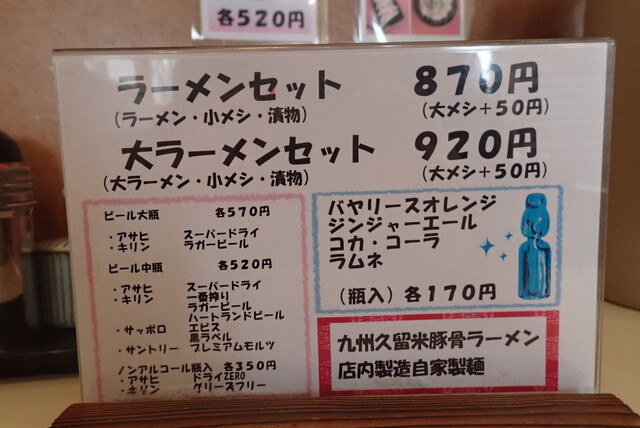 各520円
ラーメンセット 870円
(ラーメン・小メシ・漬物) (大メシ+50円)
大ラーメンセット 920円
(大ラーメン・小メシ・漬物) (大メシ+50円)
ビール大瓶 各570円
・アサヒ スーパードライ
・キリン ラガービール
ビール中瓶 各520円
・アサヒ スーパードライ
・キリン 一番搾り
ラガービール
ハートランドビール
・サッポロ エビス
黒ラベル
・サントリー プレミアムモルツ
ノンアルコール瓶入 各350円
・アサヒ ドライZERO
・キリン グリーズフリー
バヤリースオレンジ
ジンジャーエール
コカ・コーラ
ラムネ
(瓶入) 各170円
九州久留米豚骨ラーメン
店内製造自家製麺